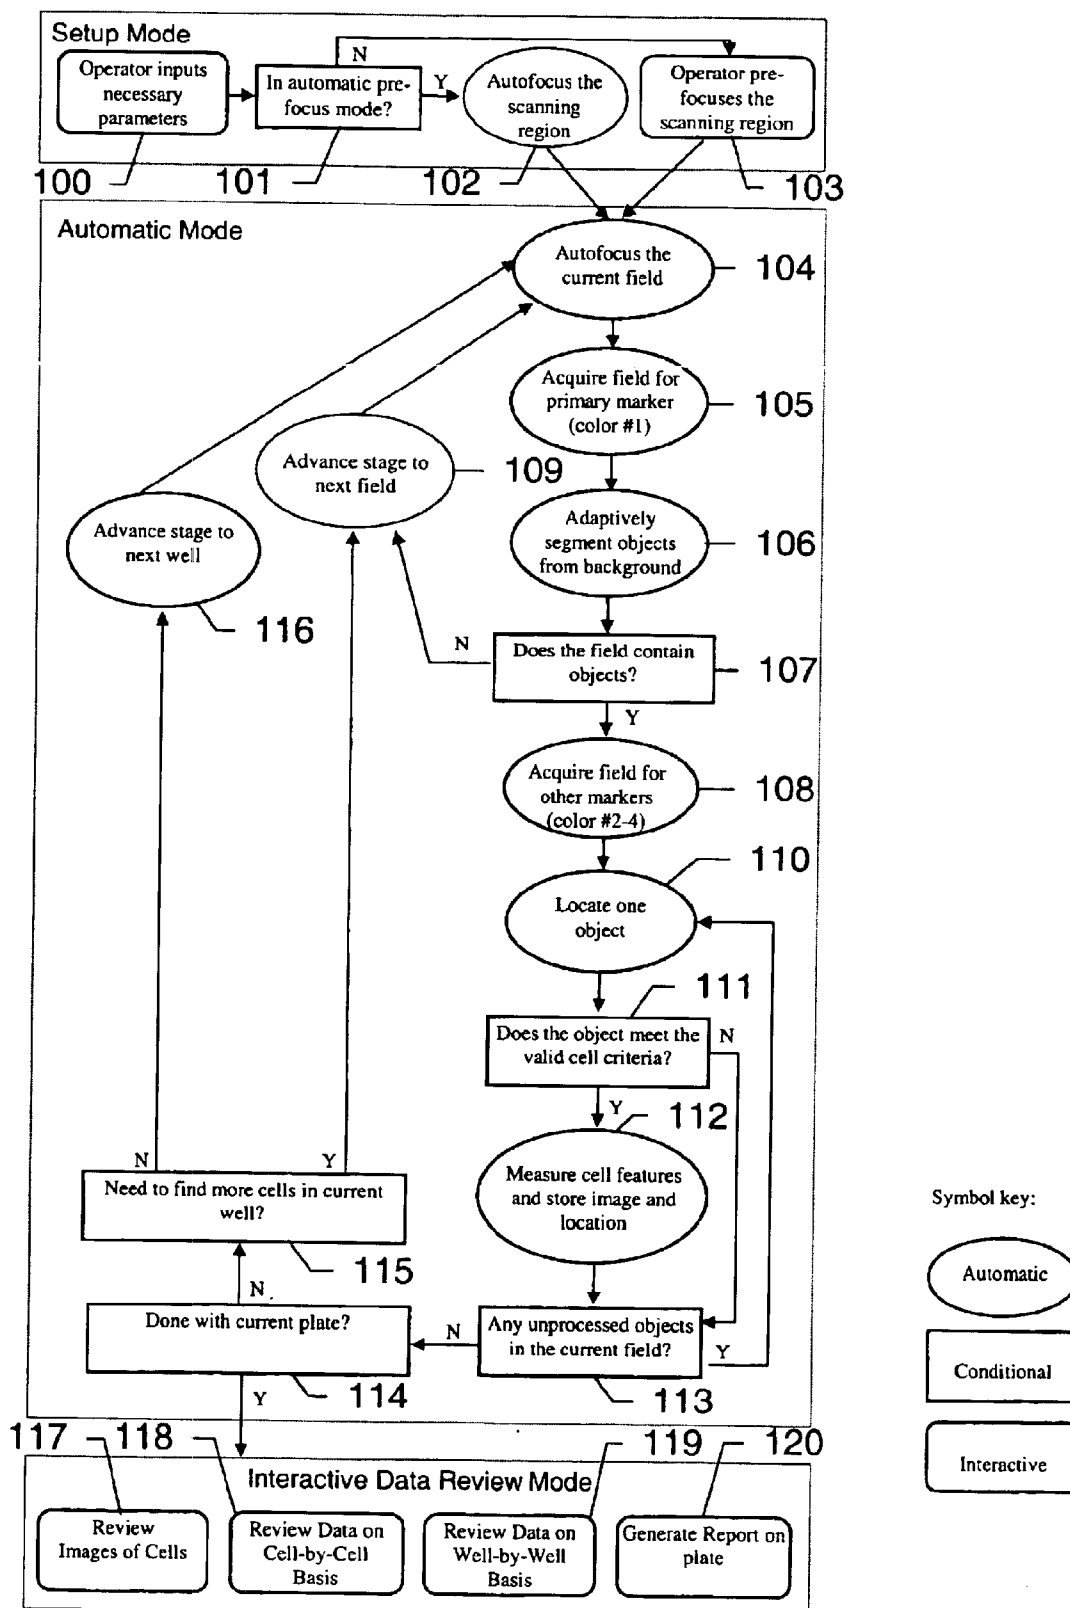 Setup Mode
Operator inputs
necessary
parameters
In automatic pre-
focus mode?
N
Y
Autofocus the
scanning
region
Operator pre-
focuses the
scanning region
100
101
102
103
Automatic Mode
Autofocus the
current field
104
Acquire field for
primary marker
(color #1)
105
Advance stage to
next field
109
Advance stage to
next well
116
Adaptively
segment objects
from background
106
Does the field contain
objects?
107
N
Y
Acquire field for
other markers
(color #2-4)
108
110
Locate one
object
111
Does the object meet the
valid cell criteria?
N
Y
112
Measure cell features
and store image and
location
N
Y
Need to find more cells in current
well?
115
N
Done with current plate?
114
Y
N
Any unprocessed objects
in the current field?
Y
113
117
118
119
120
Interactive Data Review Mode
Review
Images of Cells
Review Data on
Cell-by-Cell
Basis
Review Data on
Well-by-Well
Basis
Generate Report on
plate
Symbol key:
Automatic
Conditional
Interactive